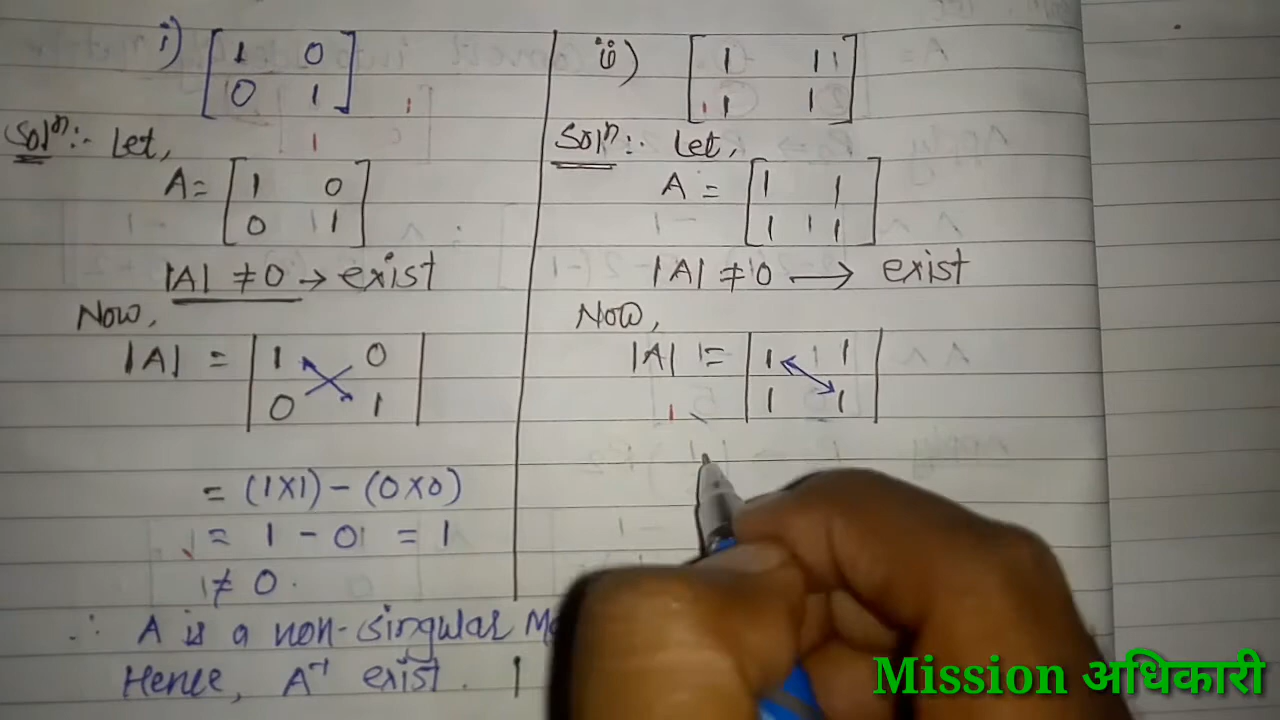 i) [1 0
0 1]
Solⁿ:- Let,
A = [1 0
0 1]
|A| ≠ 0 → exist
Now,
|A| = |1 0|
|0 1|
= (1×1) - (0×0)
= 1 - 0 = 1
≠ 0.
∴ A is a non-singular
Hence, A⁻¹ exist.
ii) [1 1
1 1]
Solⁿ:- Let,
A = [1 1
1 1]
|A| ≠ 0 → exist
Now,
|A| = |1 1|
|1 1|
Mission अधिकारी